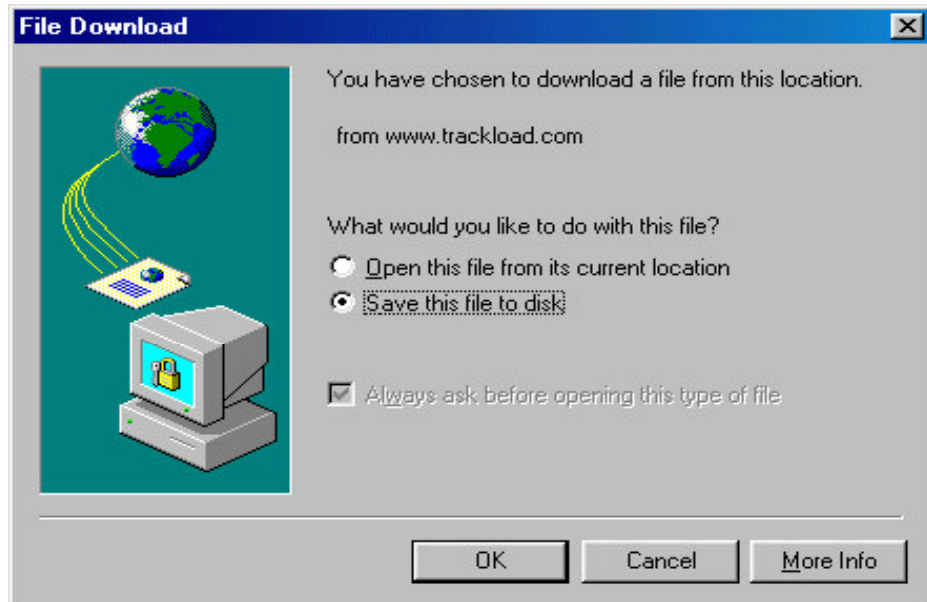 File Download
You have chosen to download a file from this location.
from www.trackload.com
What would you like to do with this file?
Open this file from its current location
Save this file to disk
Always ask before opening this type of file
OK Cancel More Info